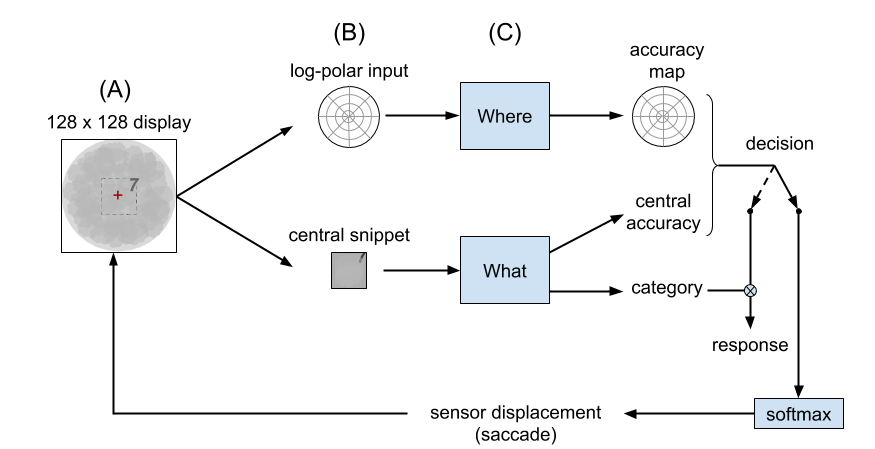 (A)
128 x 128 display
7
(B)
log-polar input
central snippet
(C)
Where
What
accuracy
map
central
accuracy
category
decision
response
softmax
sensor displacement
(saccade)